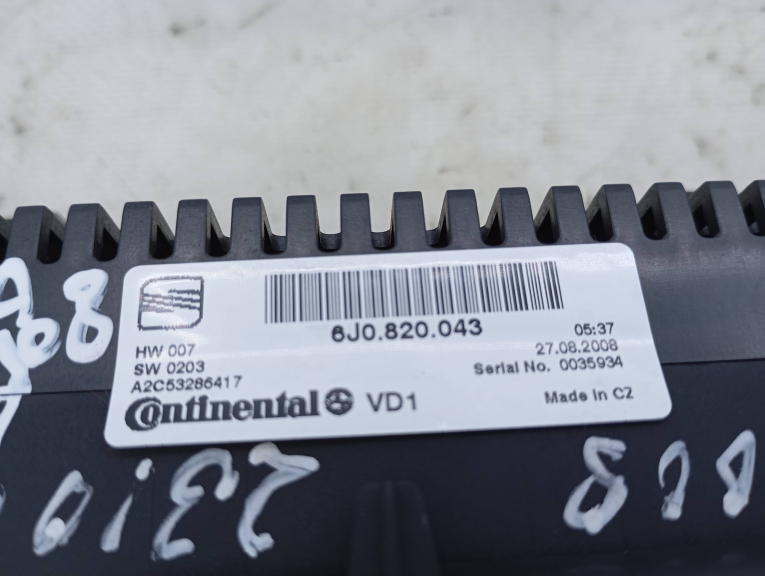 6J0.820.043
05:37
HW 007
27.08.2008
SW 0203
Serial No. 0035934
A2C53286417
Continental VD1
Made in CZ